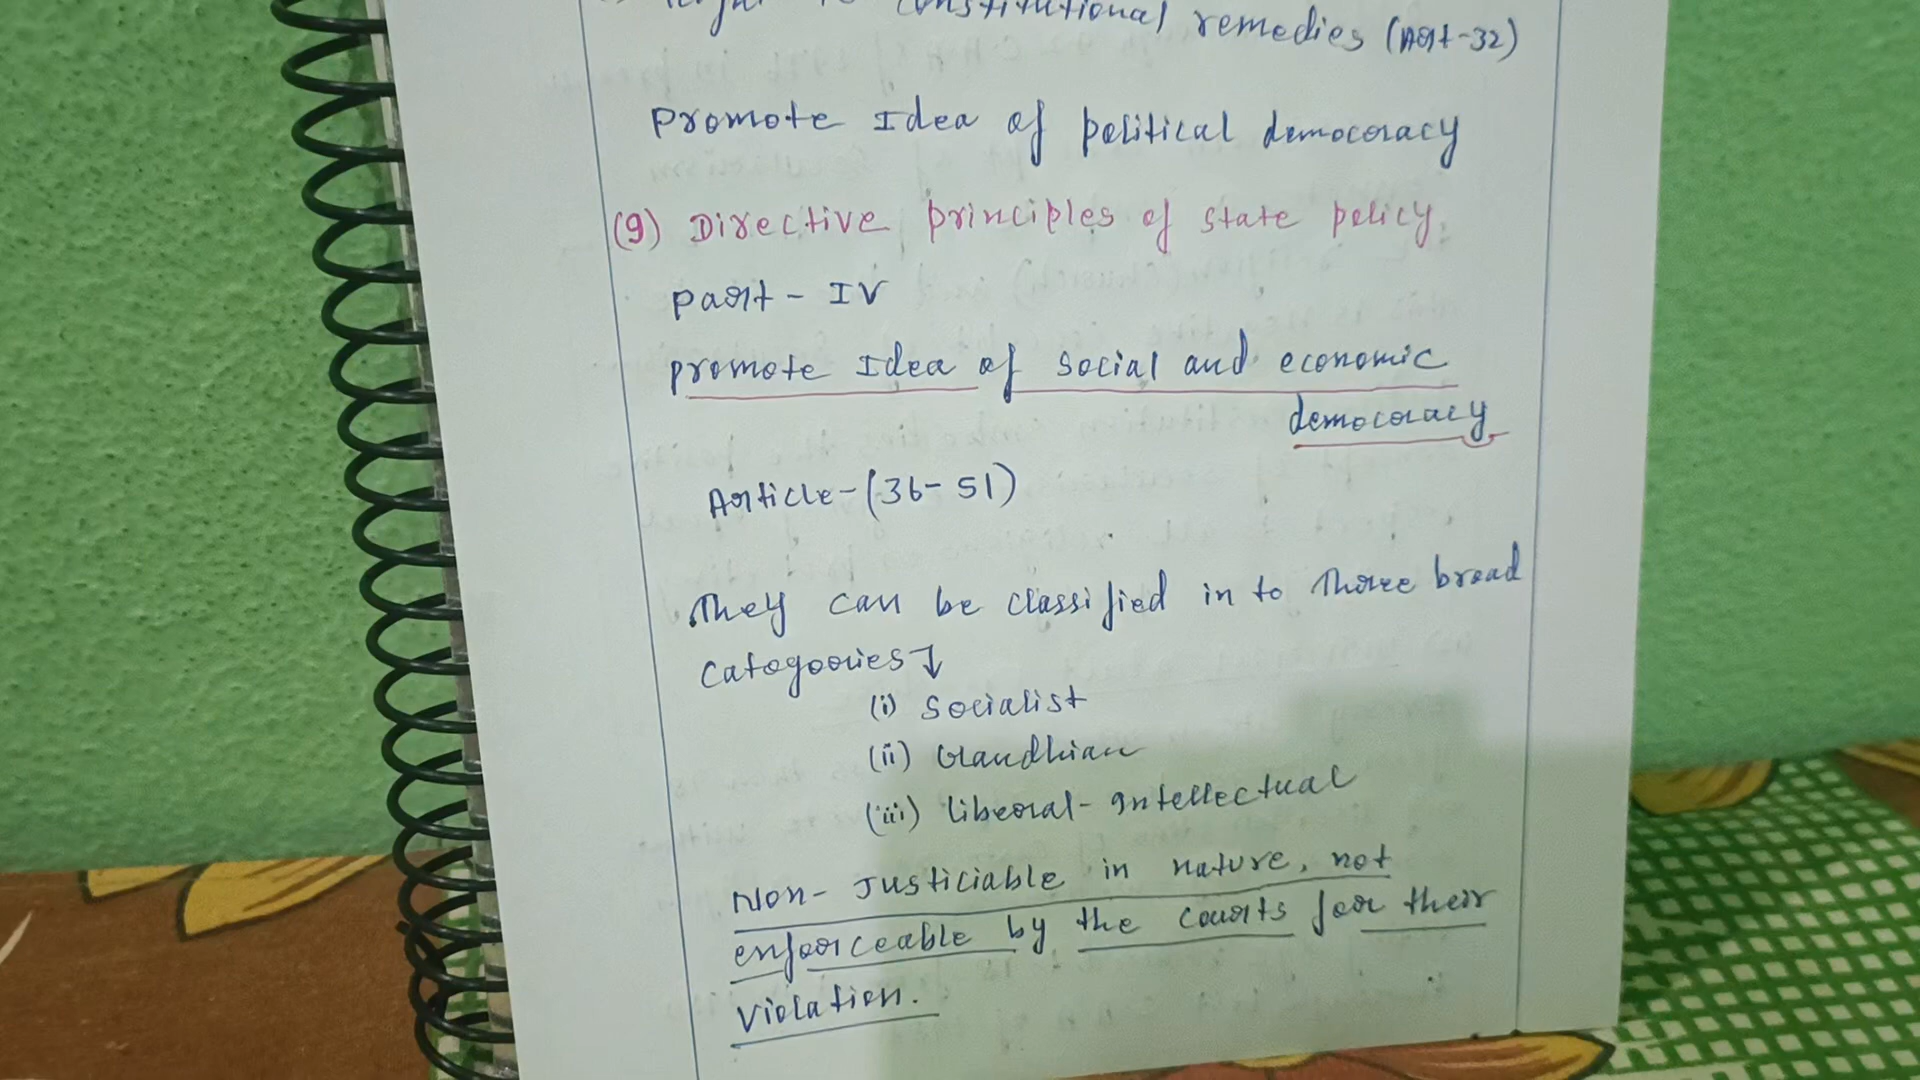 constitutional remedies (Art-32)
promote Idea of political democracy
(9) Directive principles of state policy
part - IV
promote Idea of social and economic
democracy
Article-(36-51)
They can be classified in to three broad
categories↓
(i) Socialist
(ii) Gandhian
(iii) liberal-Intellectual
Non-Justiciable in nature, not
enforceable by the courts for their
violation.